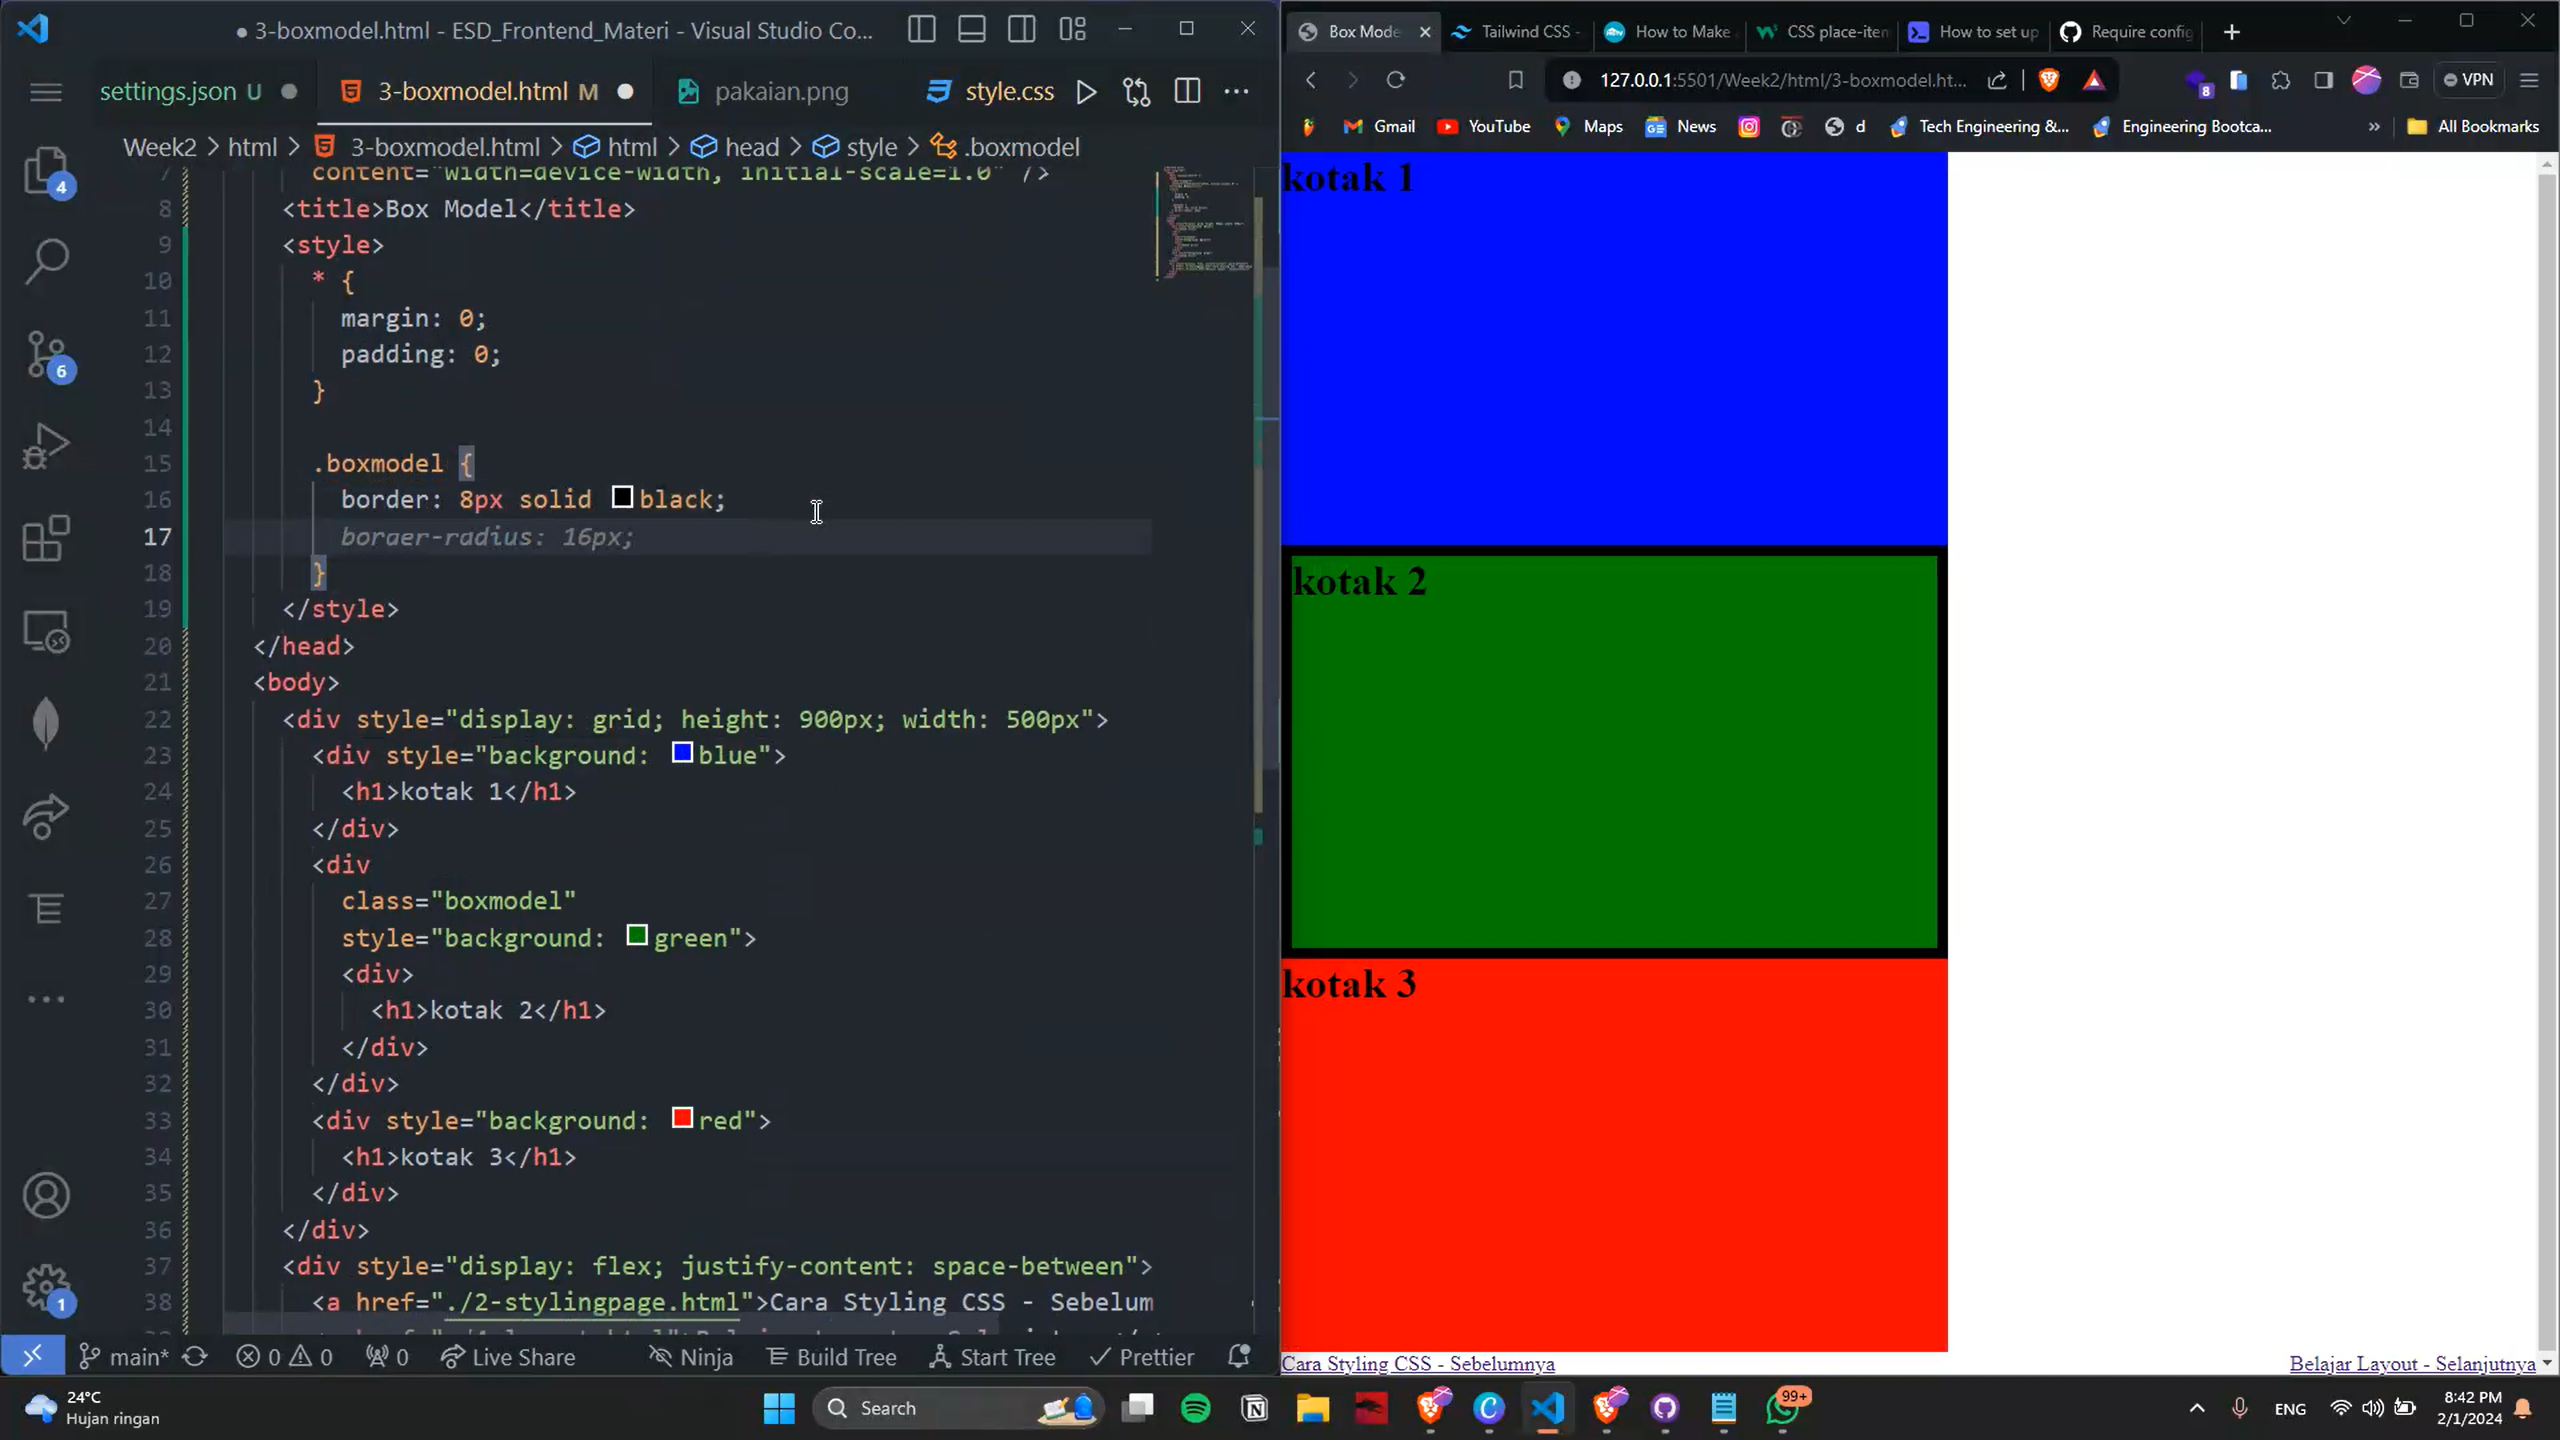 3-boxmodel.html - ESD_Frontend_Materi - Visual Studio Co...
settings.json U
3-boxmodel.html M
pakaian.png
style.css
Week2 > html > 3-boxmodel.html > html > head > style > .boxmodel
7 content="width=device-width, initial-scale=1.0" />
8 <title>Box Model</title>
9 <style>
10 * {
11 margin: 0;
12 padding: 0;
13 }
14
15 .boxmodel {
16 border: 8px solid black;
17 border-radius: 16px;
18 }
19 </style>
20 </head>
21 <body>
22 <div style="display: grid; height: 900px; width: 500px">
23 <div style="background: blue">
24 <h1>kotak 1</h1>
25 </div>
26 <div
27 class="boxmodel"
28 style="background: green">
29 <div>
30 <h1>kotak 2</h1>
31 </div>
32 </div>
33 <div style="background: red">
34 <h1>kotak 3</h1>
35 </div>
36 </div>
37 <div style="display: flex; justify-content: space-between">
38 <a href="./2-stylingpage.html">Cara Styling CSS - Sebelum
4
6
1
main*
0 0
0
Live Share
Ninja
Build Tree
Start Tree
Prettier
Box Mode
Tailwind CSS -
How to Make
CSS place-iten
How to set up
Require config
127.0.0.1:5501/Week2/html/3-boxmodel.ht...
8
VPN
Gmail
YouTube
Maps
News
d
Tech Engineering &...
Engineering Bootca...
»
All Bookmarks
kotak 1
kotak 2
kotak 3
Cara Styling CSS - Sebelumnya
Belajar Layout - Selanjutnya
24°C
Hujan ringan
Search
99+
ENG
8:42 PM
2/1/2024